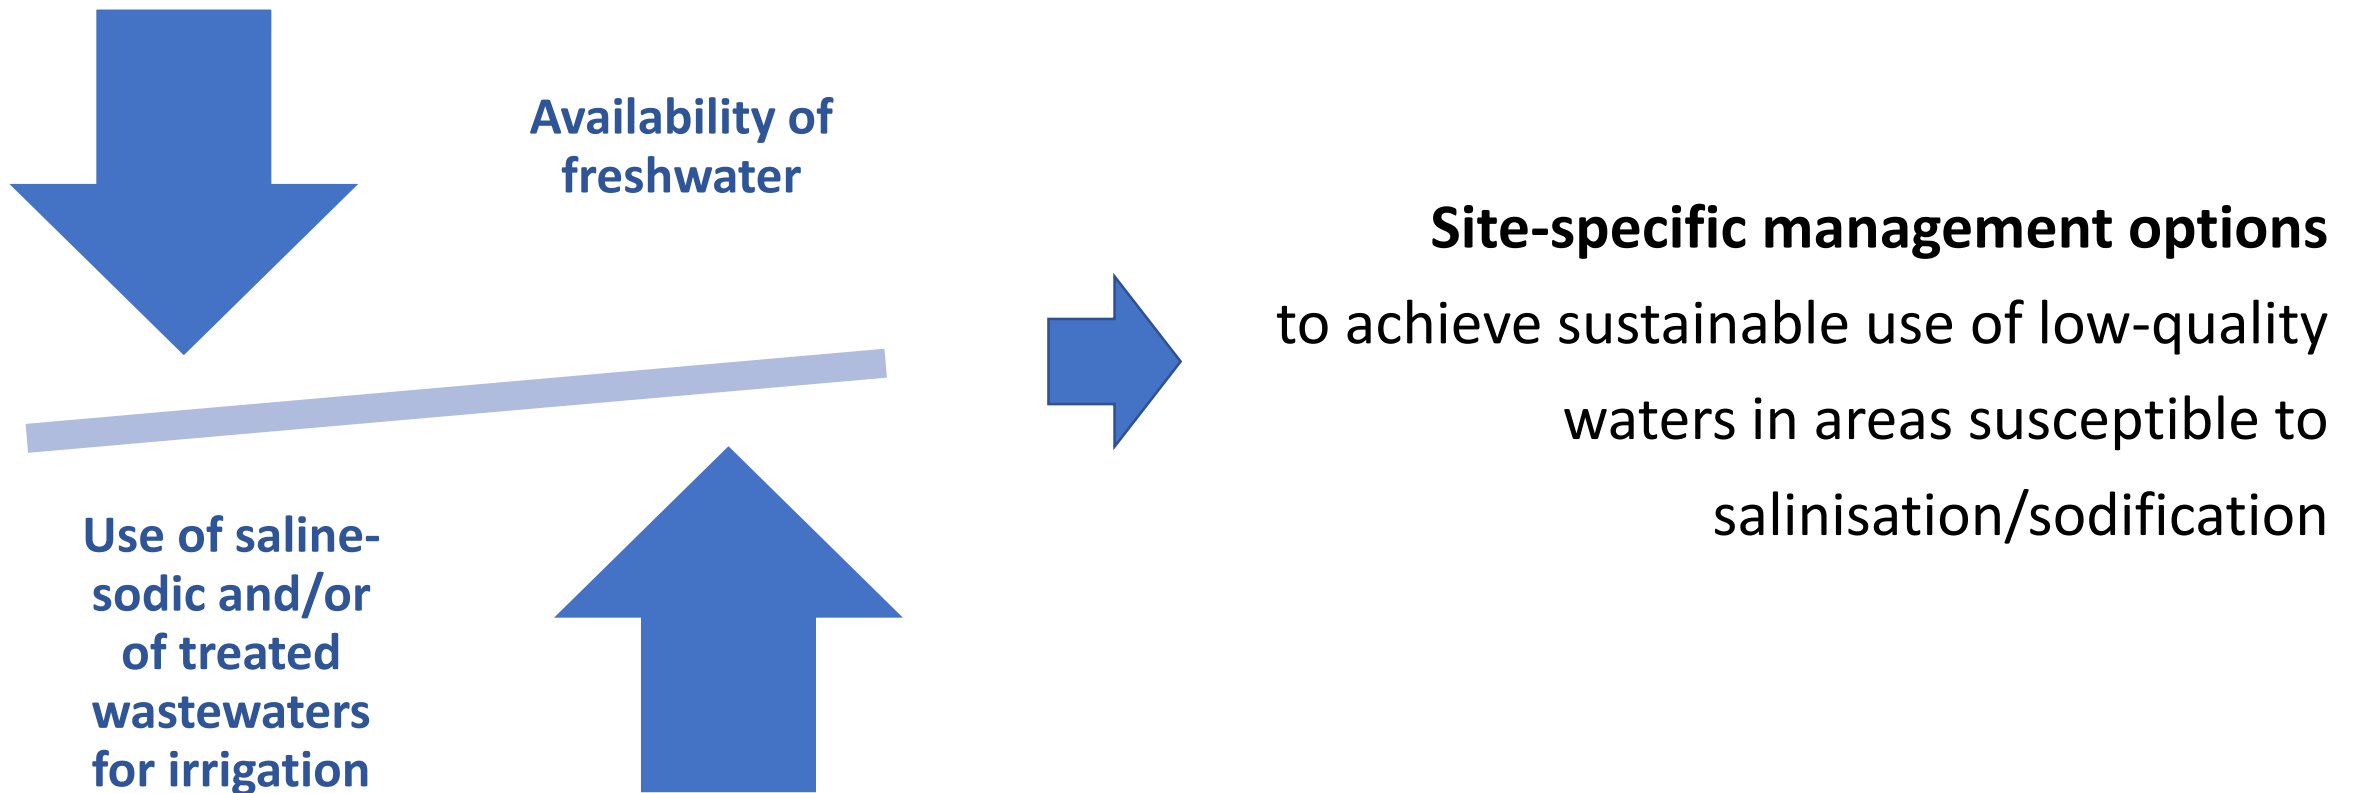 Availability of
freshwater
Use of saline-
sodic and/or
of treated
wastewaters
for irrigation
Site-specific management options
to achieve sustainable use of low-quality
waters in areas susceptible to
salinisation/sodification